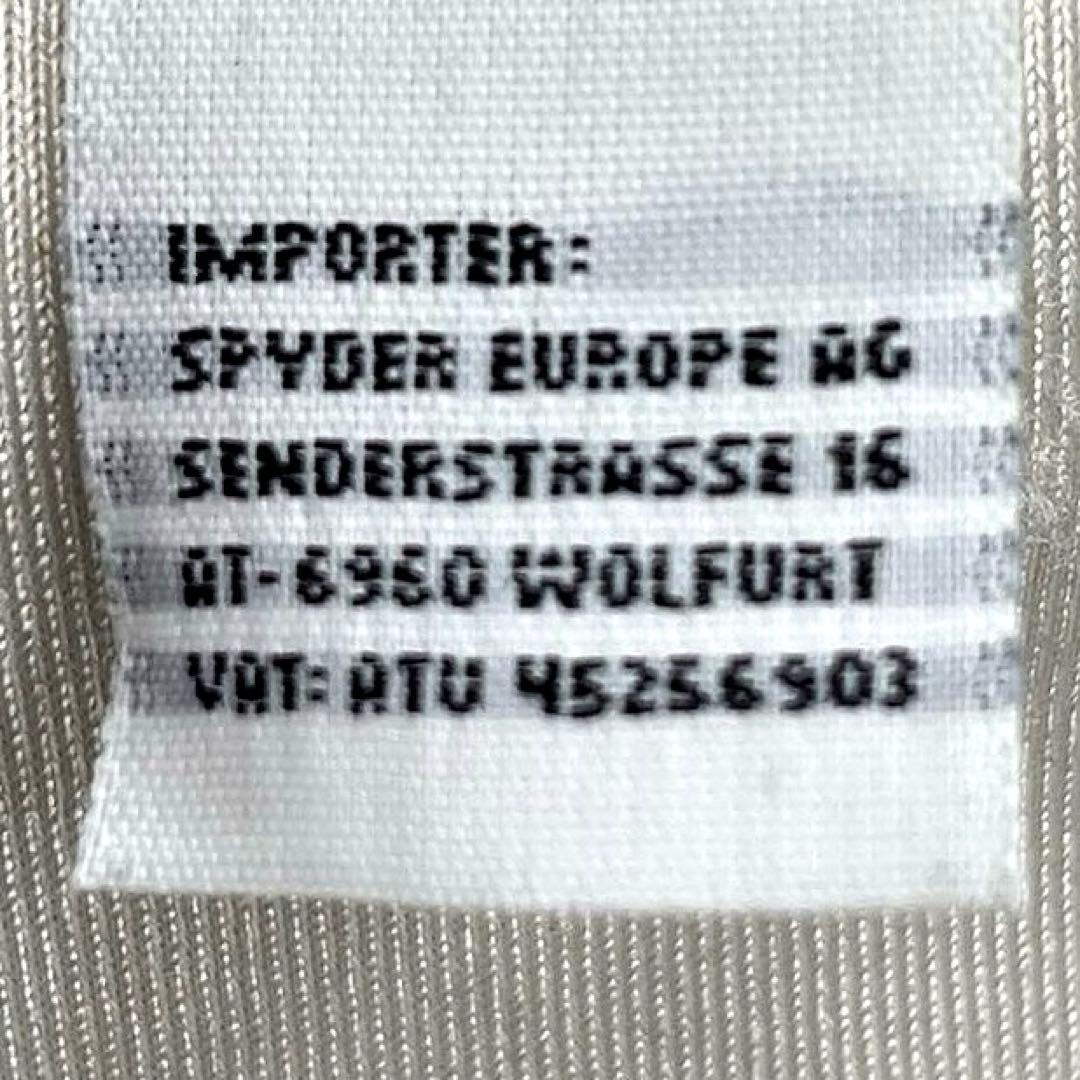 IMPORTER:
SPYDER EUROPE AG
SENDERSTRASSE 16
AT-6960 WOLFURT
VAT: ATU 45256903